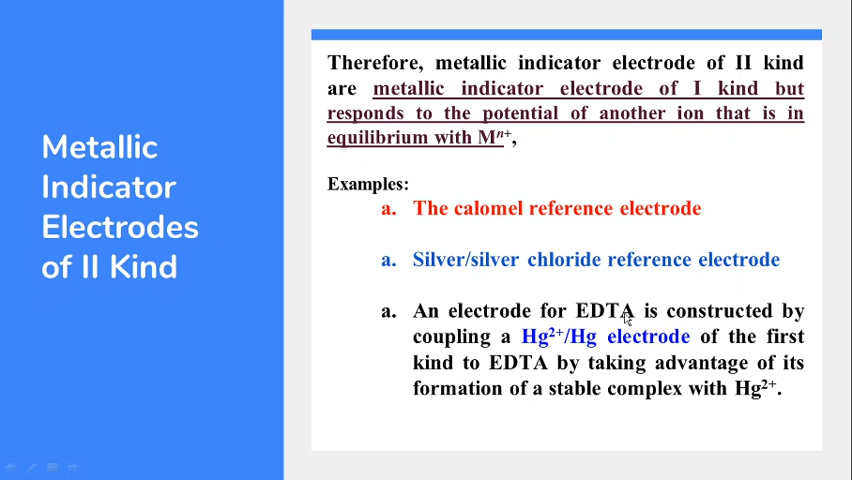 Metallic
Indicator
Electrodes
of II Kind
Therefore, metallic indicator electrode of II kind
are metallic indicator electrode of I kind but
responds to the potential of another ion that is in
equilibrium with Mⁿ⁺,
Examples:
a. The calomel reference electrode
a. Silver/silver chloride reference electrode
a. An electrode for EDTA is constructed by
coupling a Hg²⁺/Hg electrode of the first
kind to EDTA by taking advantage of its
formation of a stable complex with Hg²⁺.